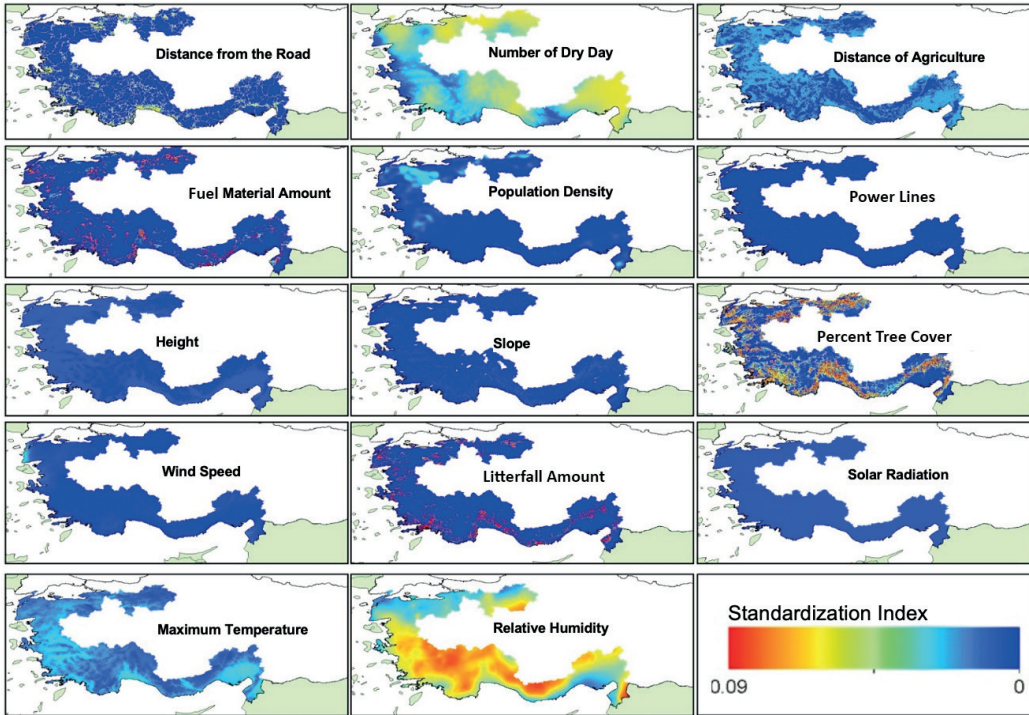 Distance from the Road
Number of Dry Day
Distance of Agriculture
Fuel Material Amount
Population Density
Power Lines
Height
Slope
Percent Tree Cover
Wind Speed
Litterfall Amount
Solar Radiation
Maximum Temperature
Relative Humidity
Standardization Index
0.09 0